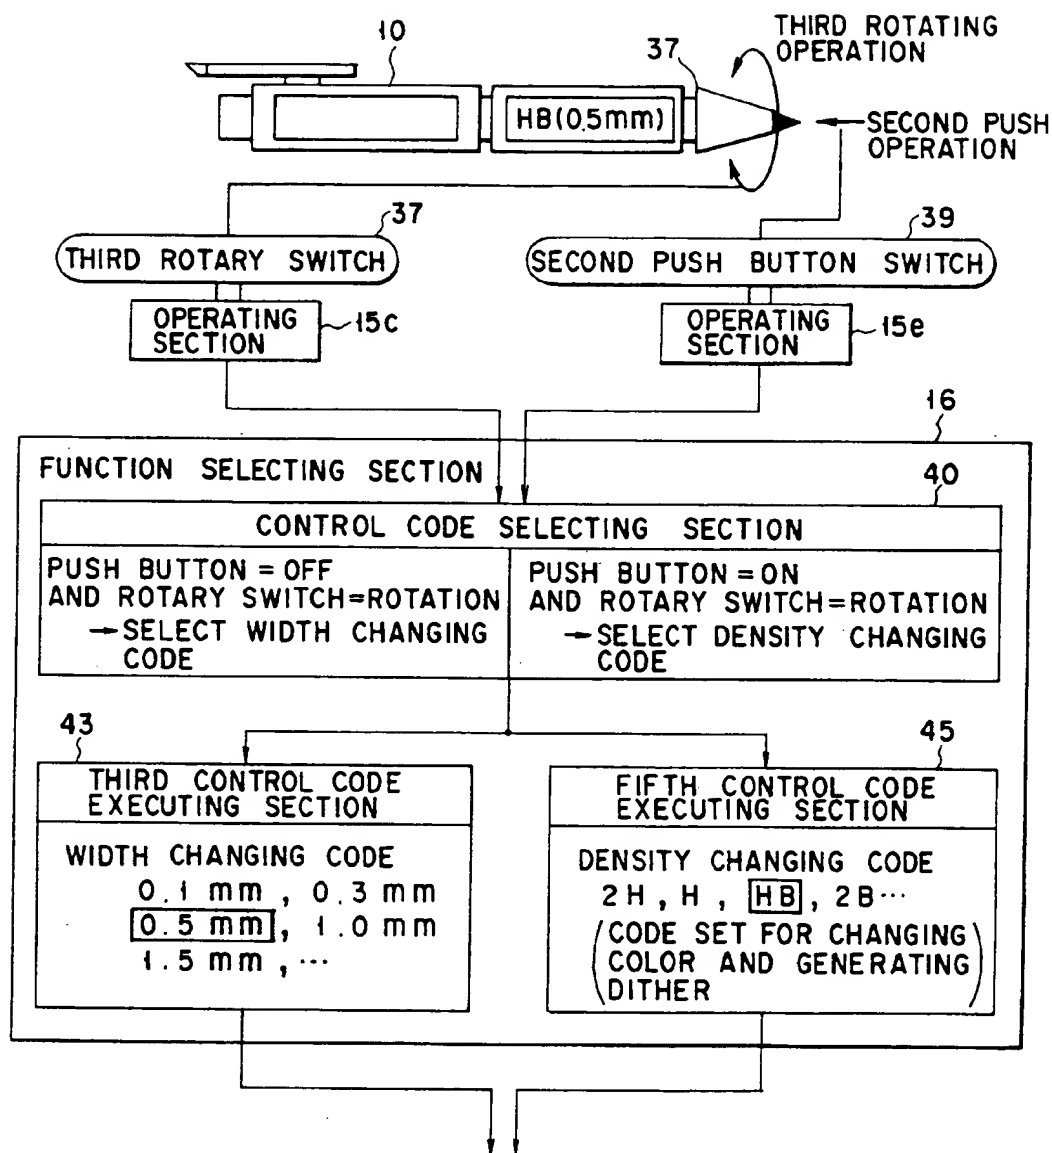 10
37
THIRD ROTATING
OPERATION
HB(0.5mm)
SECOND PUSH
OPERATION
37
THIRD ROTARY SWITCH
39
SECOND PUSH BUTTON SWITCH
OPERATING
SECTION
15c
OPERATING
SECTION
15e
16
FUNCTION SELECTING SECTION
40
CONTROL CODE SELECTING SECTION
PUSH BUTTON = OFF
AND ROTARY SWITCH=ROTATION
→ SELECT WIDTH CHANGING
CODE
PUSH BUTTON = ON
AND ROTARY SWITCH=ROTATION
→ SELECT DENSITY CHANGING
CODE
43
THIRD CONTROL CODE
EXECUTING SECTION
WIDTH CHANGING CODE
0.1 mm , 0.3 mm
0.5 mm , 1.0 mm
1.5 mm , ···
45
FIFTH CONTROL CODE
EXECUTING SECTION
DENSITY CHANGING CODE
2H , H , HB , 2B ···
(CODE SET FOR CHANGING
COLOR AND GENERATING
DITHER)